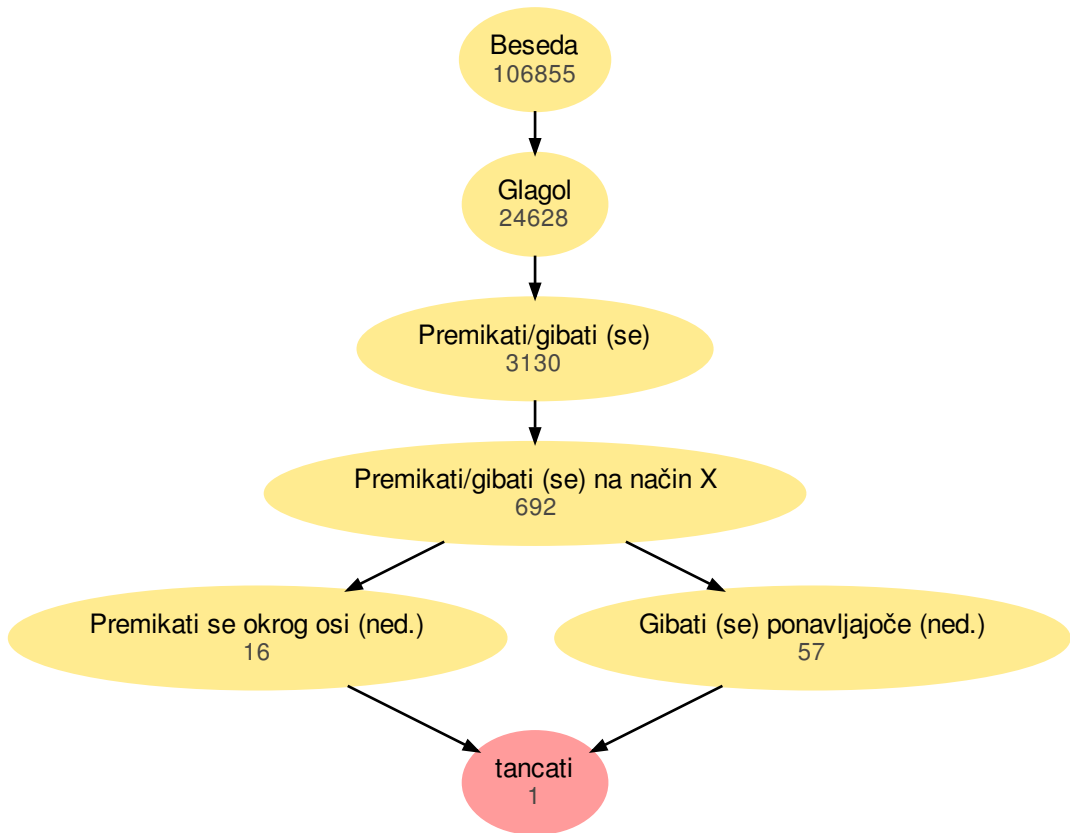 Beseda
106855
Glagol
24628
Premikati/gibati (se)
3130
Premikati/gibati (se) na način X
692
Premikati se okrog osi (ned.)
16
Gibati (se) ponavljajoče (ned.)
57
tancati
1